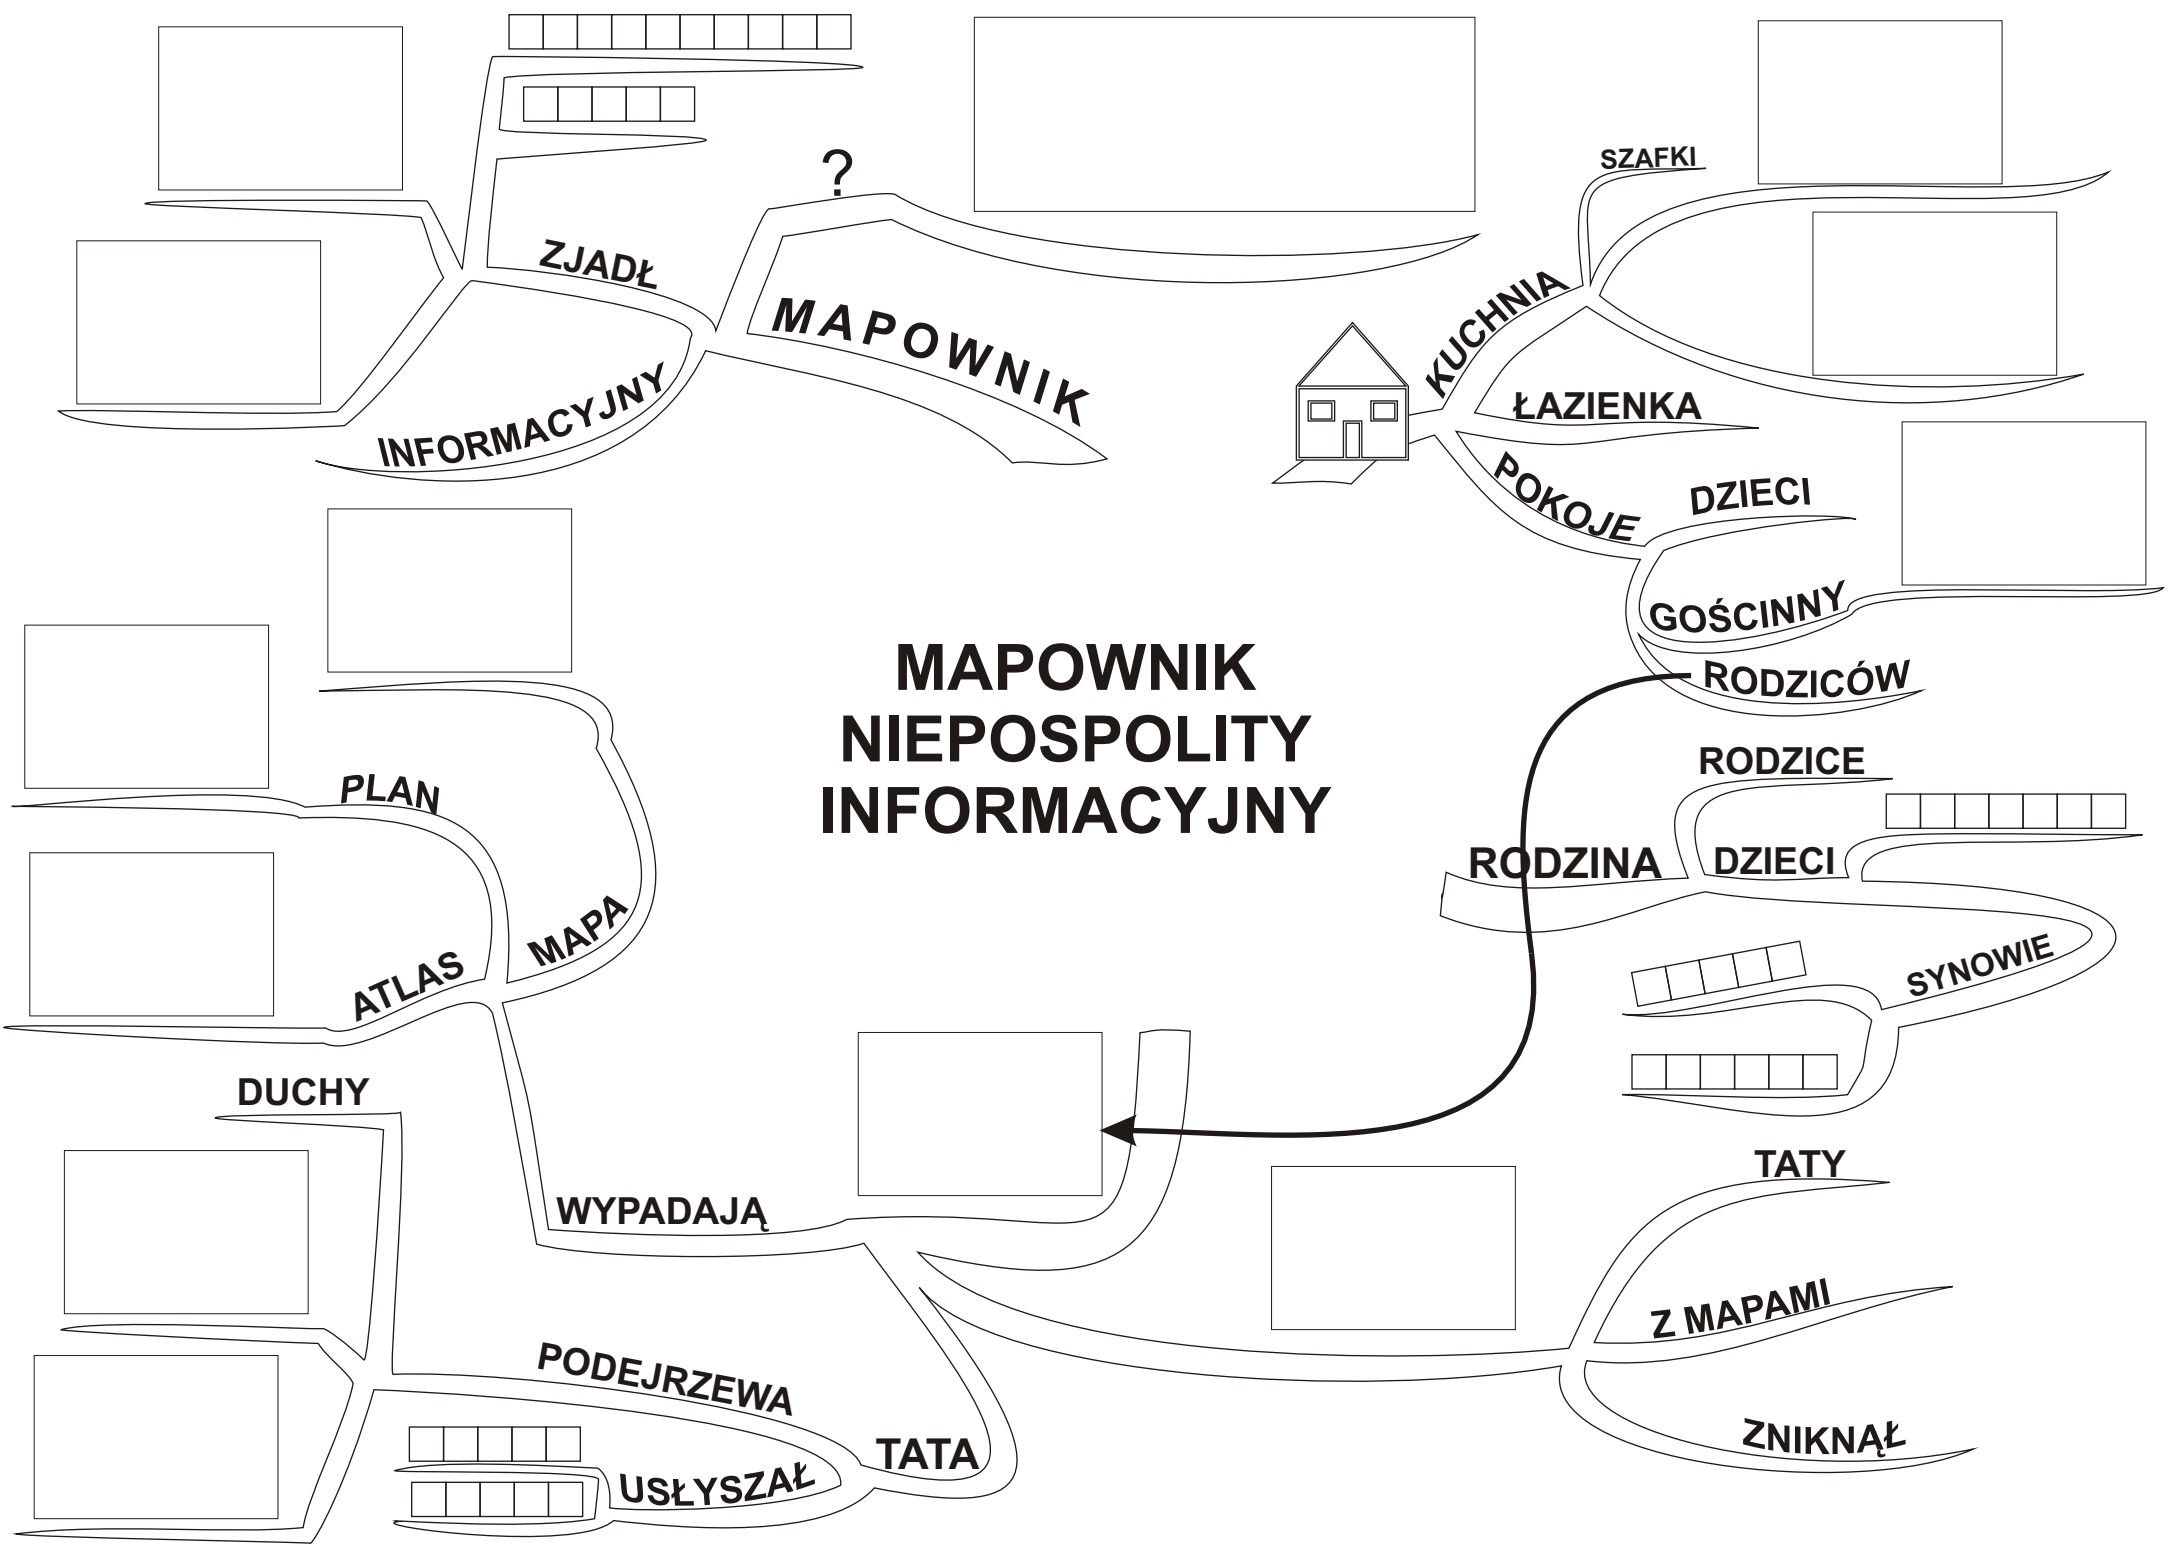 MAPOWNIK
NIEPOSPOLITY
INFORMACYJNY
?
MAPOWNIK
ZJADŁ
INFORMACYJNY
SZAFKI
KUCHNIA
ŁAZIENKA
POKOJE
DZIECI
GOŚCINNY
RODZICÓW
RODZICE
RODZINA
DZIECI
SYNOWIE
TATY
Z MAPAMI
ZNIKNĄŁ
PLAN
MAPA
ATLAS
WYPADAJĄ
DUCHY
PODEJRZEWA
USŁYSZAŁ
TATA